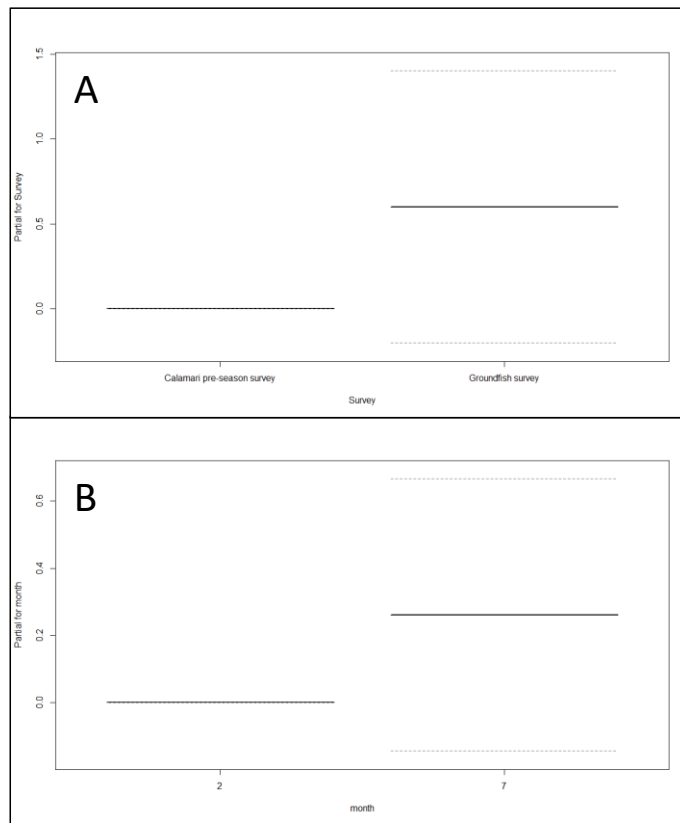 A
Partial for Survey
1.5
1.0
0.5
0.0
Calamari pre-season survey Groundfish survey
Survey
B
Partial for month
0.6
0.4
0.2
0.0
2 7
month